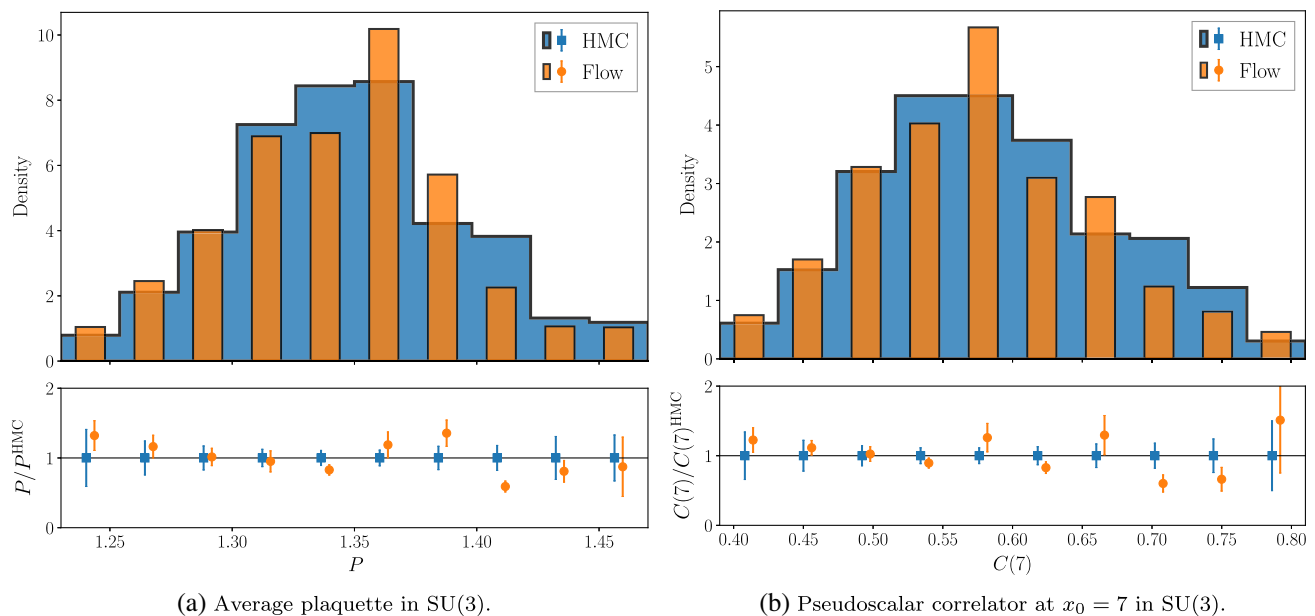 HMC
Flow
Density
10
8
6
4
2
0
P/P^HMC
2
1
0
1.25 1.30 1.35 1.40 1.45
P
(a) Average plaquette in SU(3).
HMC
Flow
Density
5
4
3
2
1
0
C(7)/C(7)^HMC
2
1
0
0.40 0.45 0.50 0.55 0.60 0.65 0.70 0.75 0.80
C(7)
(b) Pseudoscalar correlator at x₀ = 7 in SU(3).